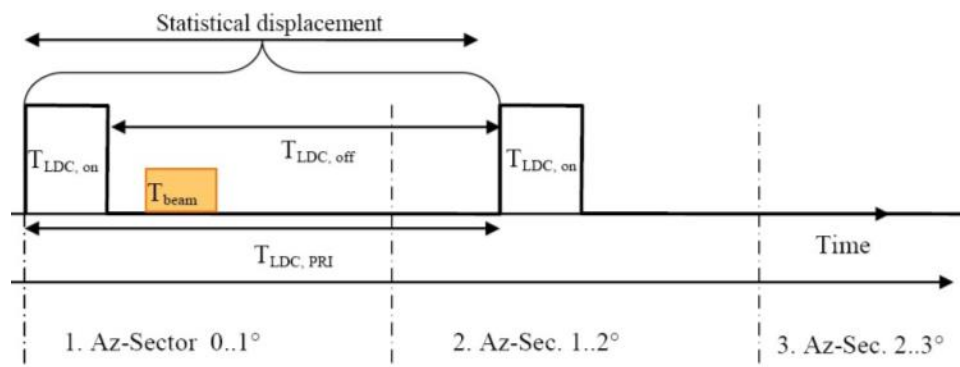 Statistical displacement
T_LDC, on
T_LDC, off
T_LDC, on
T_beam
T_LDC, PRI
Time
1. Az-Sector 0..1°
2. Az-Sec. 1..2°
3. Az-Sec. 2..3°